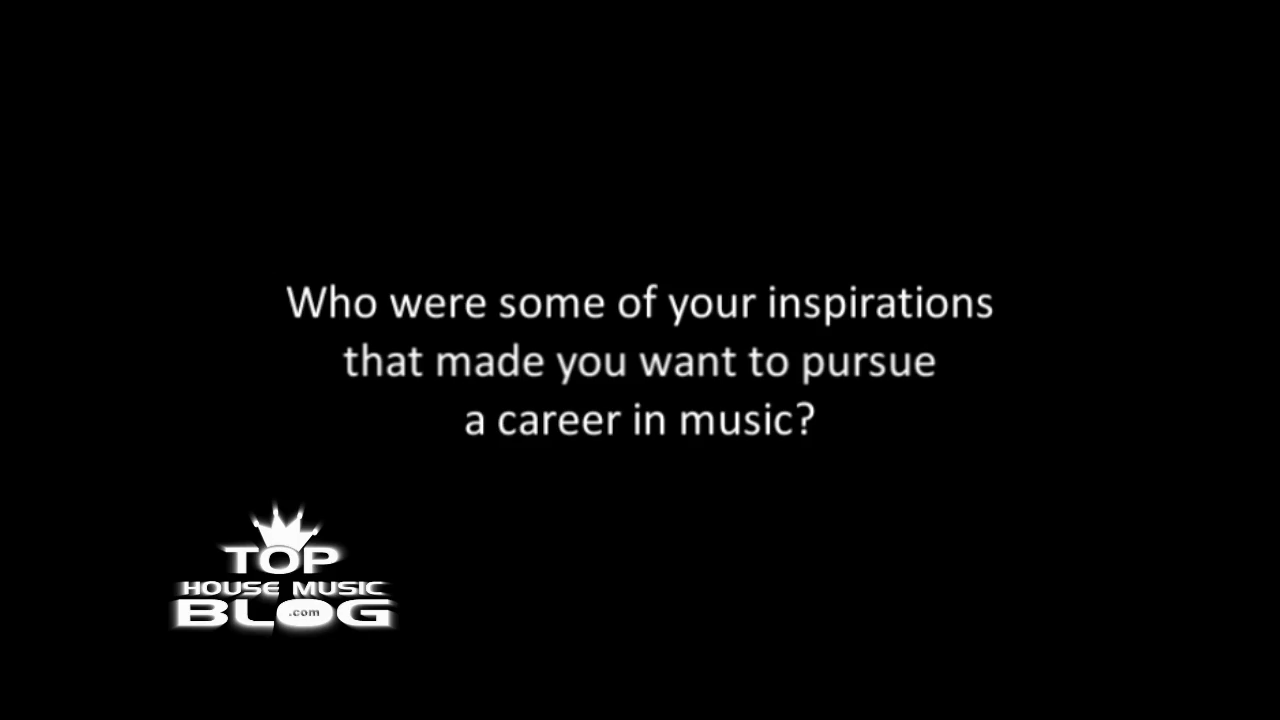 Who were some of your inspirations
that made you want to pursue
a career in music?
TOP
HOUSE MUSIC
BLOG
.com